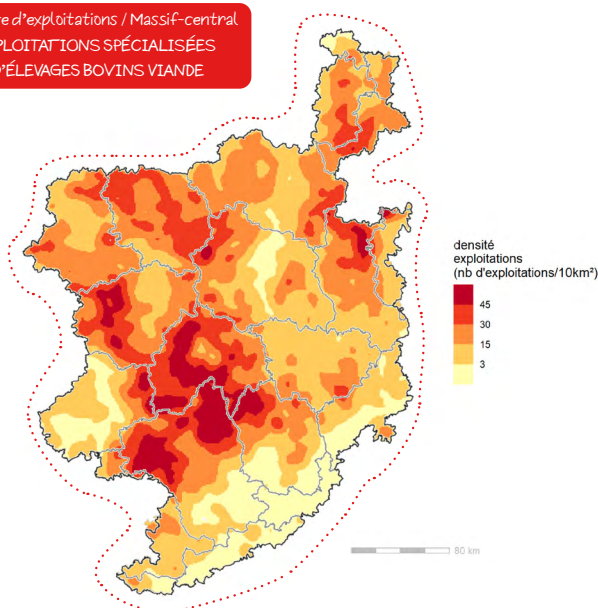 e d'exploitations / Massif-central
PLOITATIONS SPÉCIALISÉES
D'ÉLEVAGES BOVINS VIANDE
densité
exploitations
(nb d'exploitations/10km²)
45
30
15
3
80 km